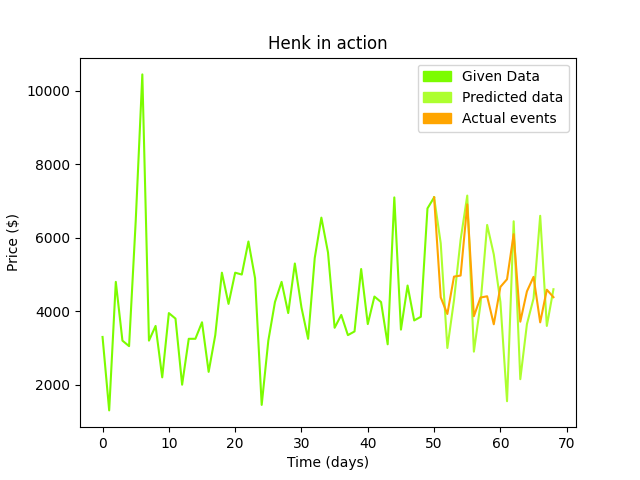 Henk in action
Given Data
Predicted data
Actual events
Price ($)
10000
8000
6000
4000
2000
0 10 20 30 40 50 60 70
Time (days)